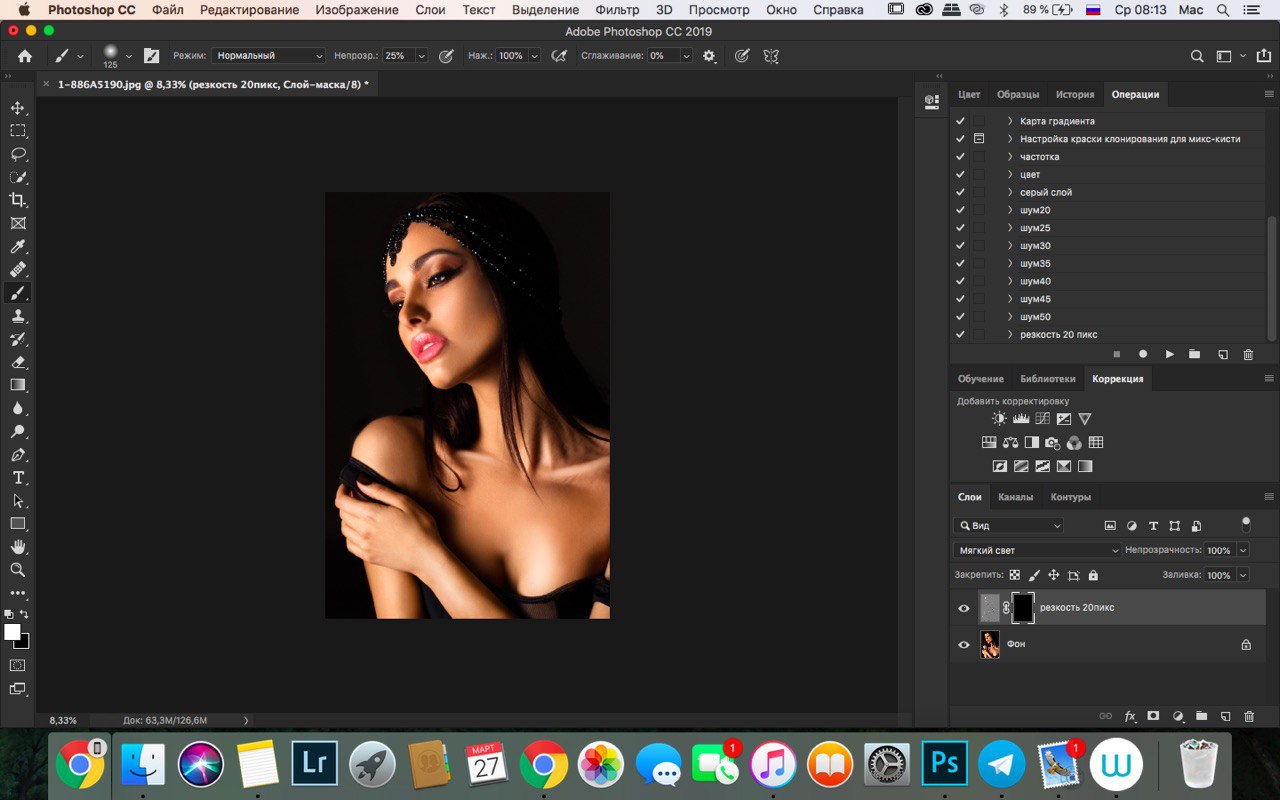 Photoshop CC Файл Редактирование Изображение Слои Текст Выделение Фильтр 3D Просмотр Окно Справка 89 % Ср 08:13 Mac
Adobe Photoshop CC 2019
125 Режим: Нормальный Непрозр.: 25% Наж.: 100% Сглаживание: 0%
1-886A5190.jpg @ 8,33% (резкость 20пикс, Слой-маска/8) *
Цвет Образцы История Операции
Карта градиента
Настройка краски клонирования для микс-кисти
частотка
цвет
серый слой
шум20
шум25
шум30
шум35
шум40
шум45
шум50
резкость 20 пикс
Обучение Библиотеки Коррекция
Добавить корректировку
Слои Каналы Контуры
Вид
Мягкий свет Непрозрачность: 100%
Закрепить: Заливка: 100%
резкость 20пикс
Фон
fx
8,33% Док: 63,3M/126,6M
Lr МАРТ 27 1 Ps 1 W